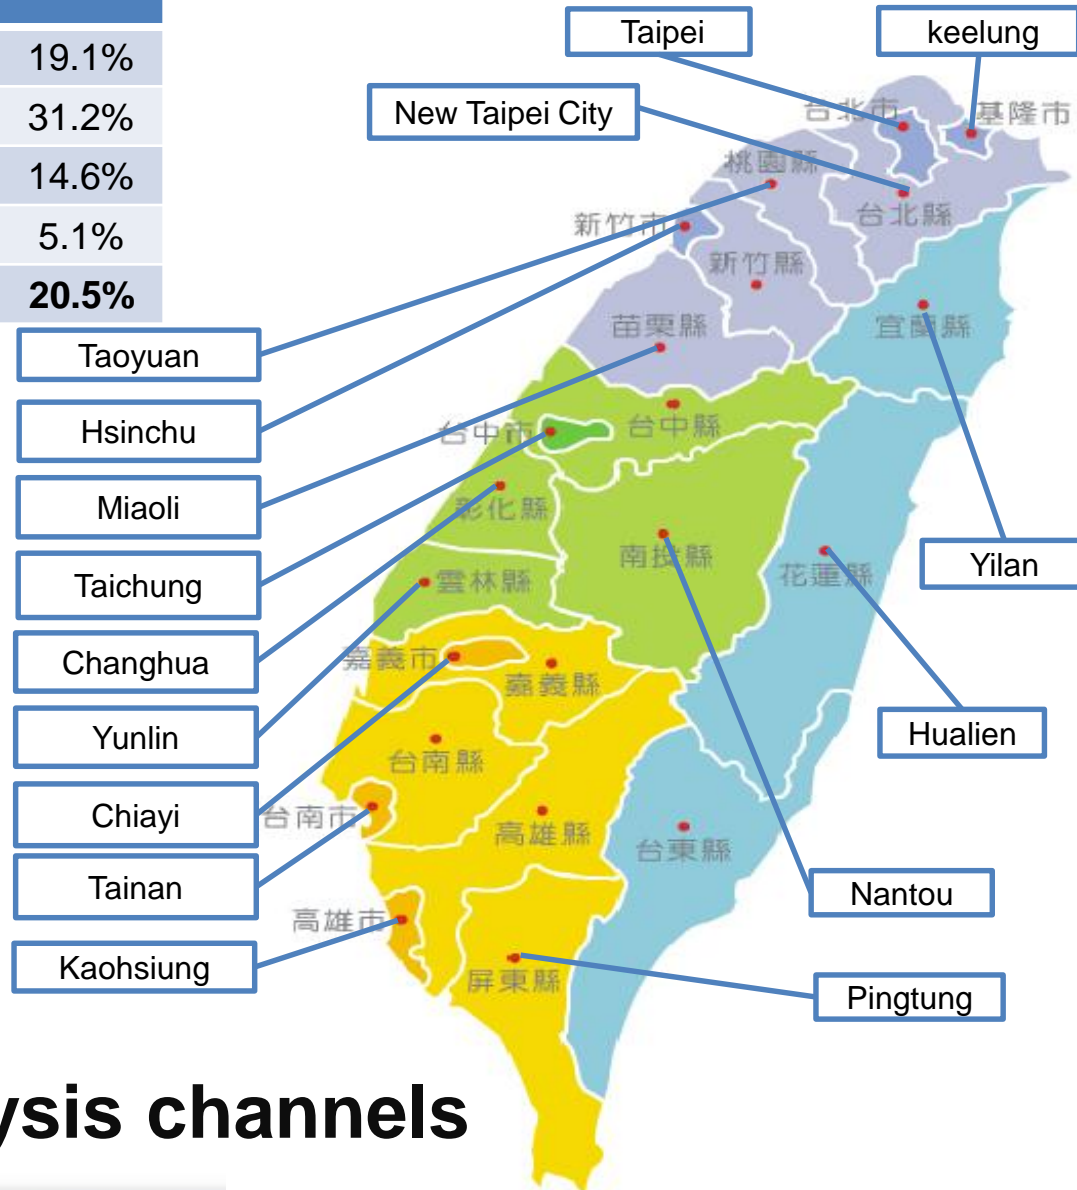 19.1%
31.2%
14.6%
5.1%
20.5%
Taipei
keelung
New Taipei City
台北市
基隆市
桃園縣
新竹市
台北縣
新竹縣
苗栗縣
宜蘭縣
Taoyuan
Hsinchu
台中市
台中縣
Miaoli
彰化縣
南投縣
花蓮縣
Yilan
Taichung
雲林縣
Changhua
嘉義市
嘉義縣
Yunlin
Hualien
台南縣
Chiayi
台南市
高雄縣
台東縣
Tainan
Nantou
高雄市
Kaohsiung
屏東縣
Pingtung
ysis channels